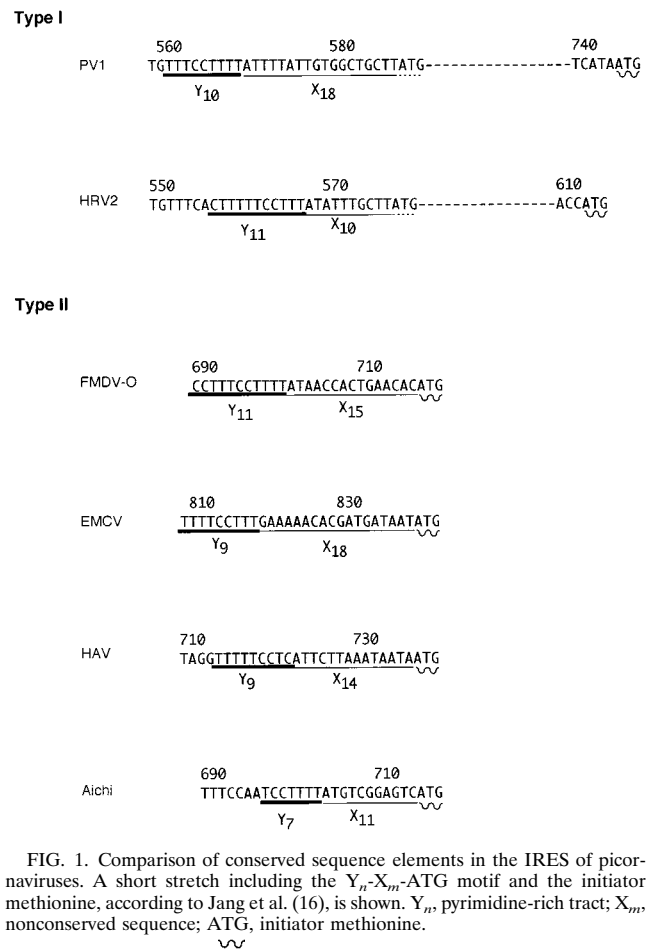 Type I
560 580 740
PV1 TGTTTCCTTTTATTTTATTGTGGCTGCTTATG------------------TCATAATG
Y10 X18
550 570 610
HRV2 TGTTTCACTTTTTCCTTTATATTTGCTTATG-----------------ACCATG
Y11 X10
Type II
690 710
FMDV-O CCTTTCCTTTTATAACCACTGAACACATG
Y11 X15
810 830
EMCV TTTTCCTTTGAAAAACACGATGATAATATG
Y9 X18
710 730
HAV TAGGTTTTTCCTCATTCTTAAATAATAATG
Y9 X14
690 710
Aichi TTTCCAATCCTTTTATGTCGGAGTCATG
Y7 X11
FIG. 1. Comparison of conserved sequence elements in the IRES of picor-
naviruses. A short stretch including the Yn-Xm-ATG motif and the initiator
methionine, according to Jang et al. (16), is shown. Yn, pyrimidine-rich tract; Xm,
nonconserved sequence; ATG, initiator methionine.